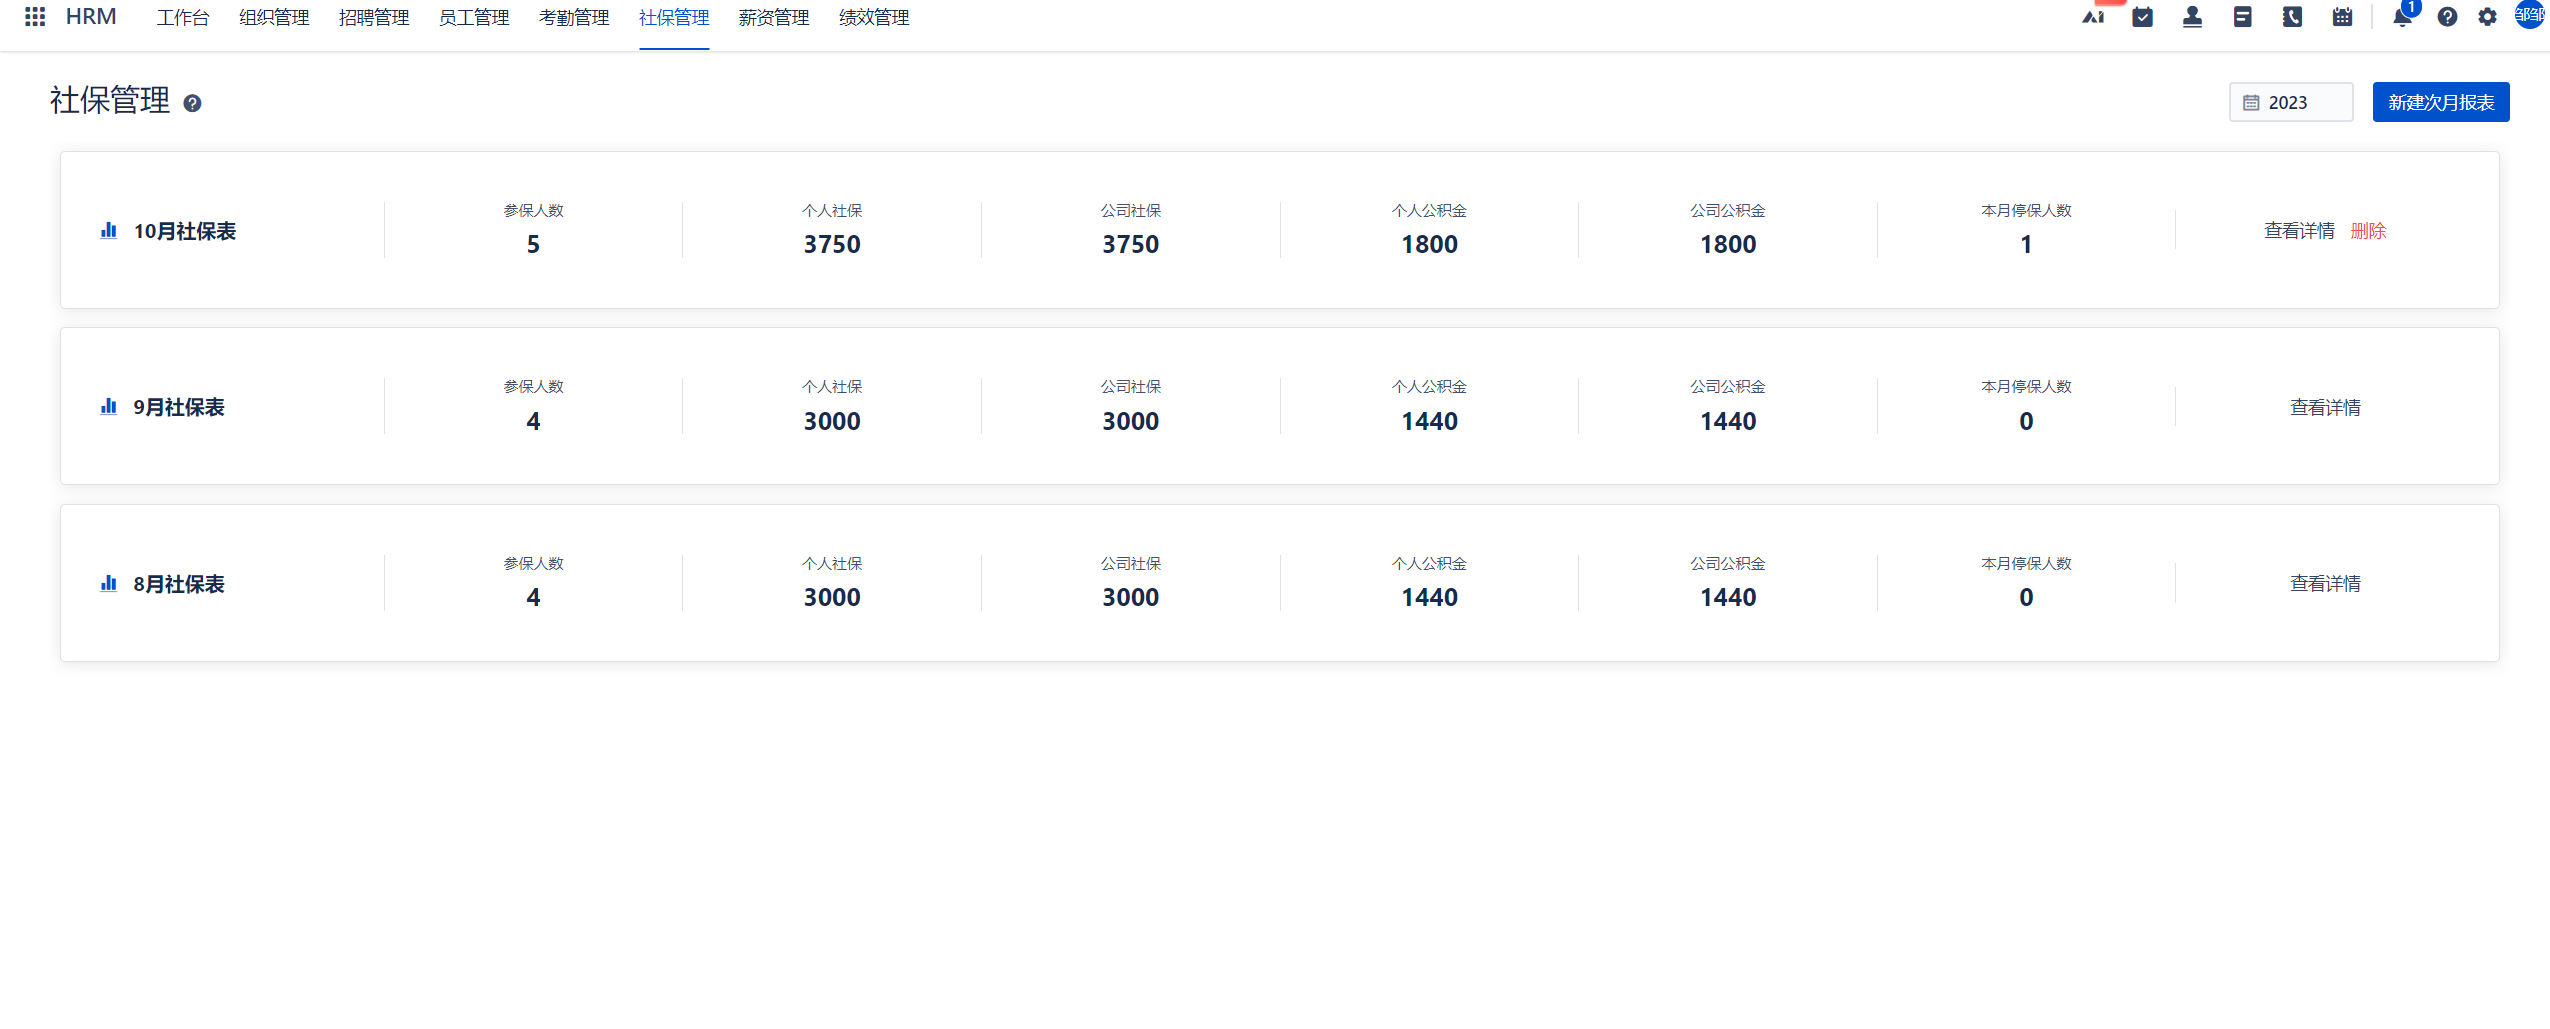 HRM 工作台 组织管理 招聘管理 员工管理 考勤管理 社保管理 薪资管理 绩效管理 1
社保管理 2023 新建次月报表
参保人数 个人社保 公司社保 个人公积金 公司公积金 本月停保人数
10月社保表 5 3750 3750 1800 1800 1 查看详情 删除
参保人数 个人社保 公司社保 个人公积金 公司公积金 本月停保人数
9月社保表 4 3000 3000 1440 1440 0 查看详情
参保人数 个人社保 公司社保 个人公积金 公司公积金 本月停保人数
8月社保表 4 3000 3000 1440 1440 0 查看详情